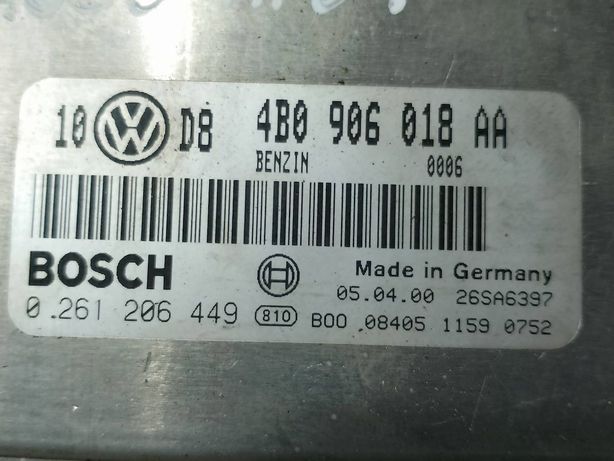 10 D8 4B0 906 018 AA
BENZIN 0006
BOSCH
Made in Germany
05.04.00 26SA6397
0 261 206 449 810 B00 08405 1159 0752